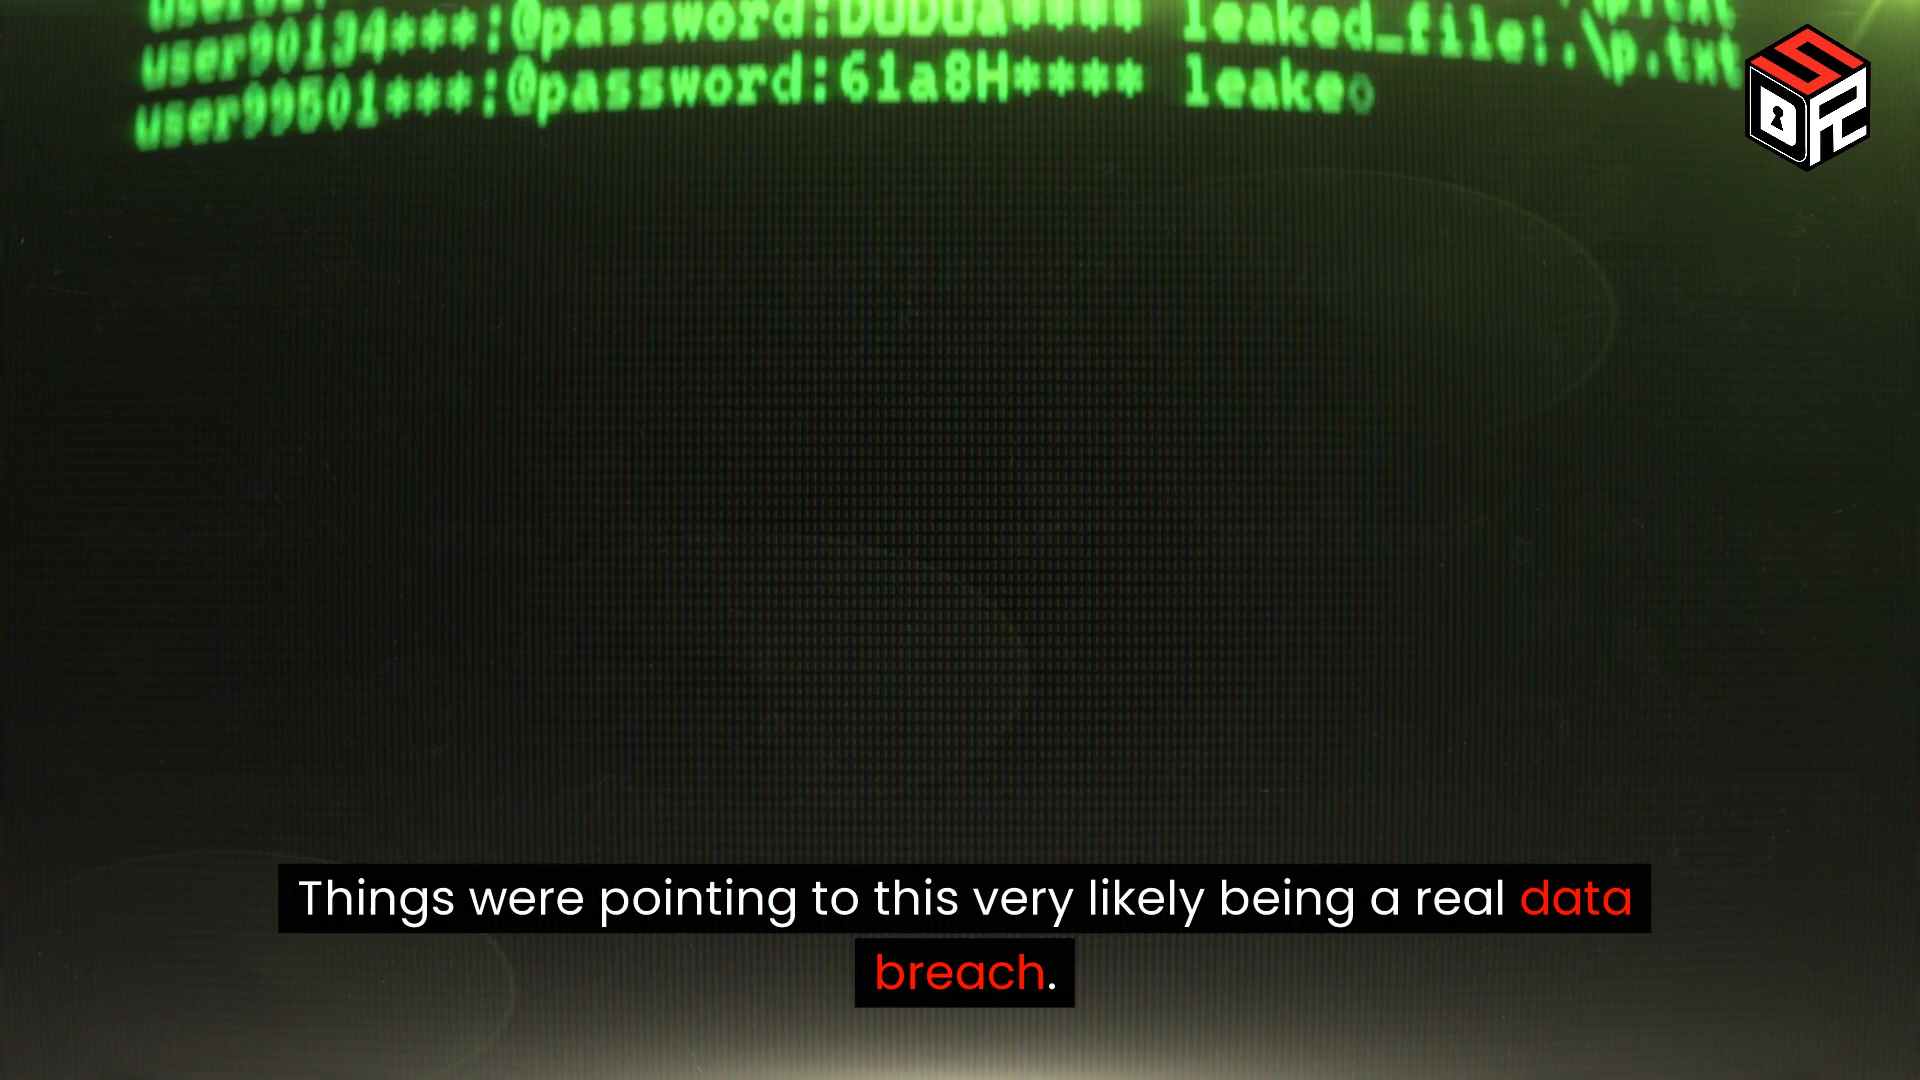 user90134***:@password:DUDUa**** leaked_file:.\p.txt
user99501***:@password:61a8H**** leake
Things were pointing to this very likely being a real data
breach.